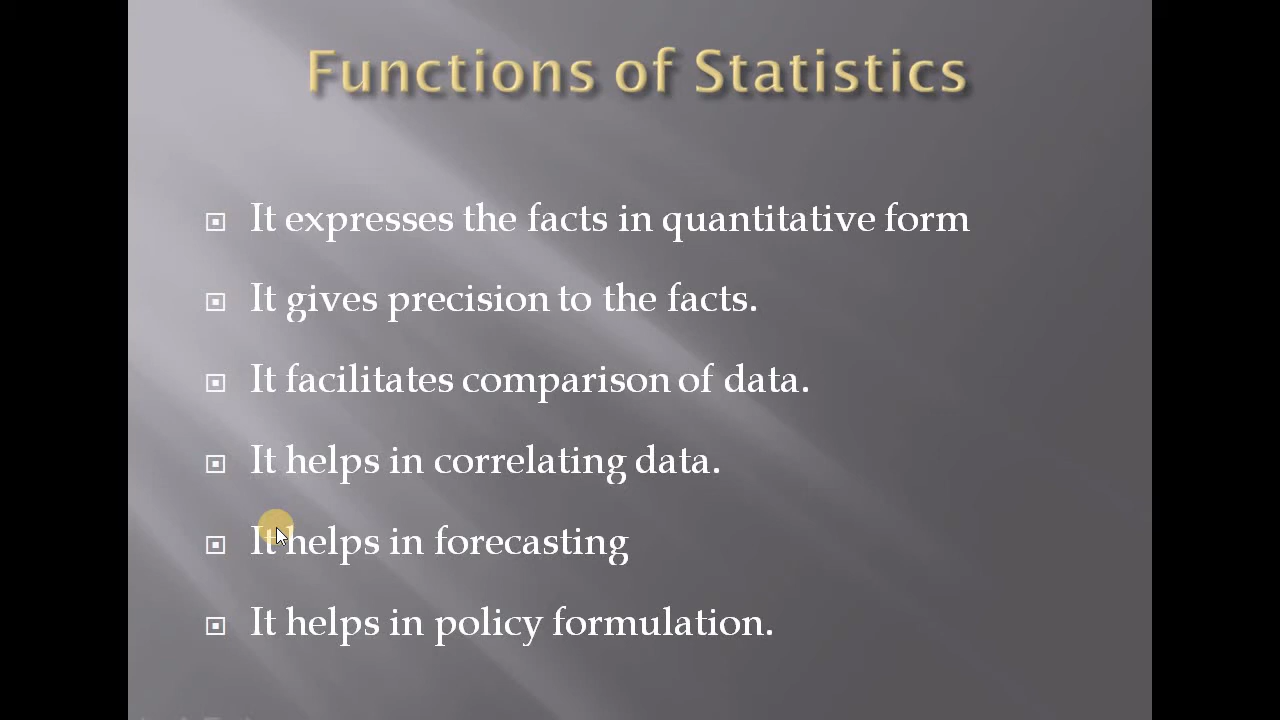 Functions of Statistics
It expresses the facts in quantitative form
It gives precision to the facts.
It facilitates comparison of data.
It helps in correlating data.
It helps in forecasting
It helps in policy formulation.